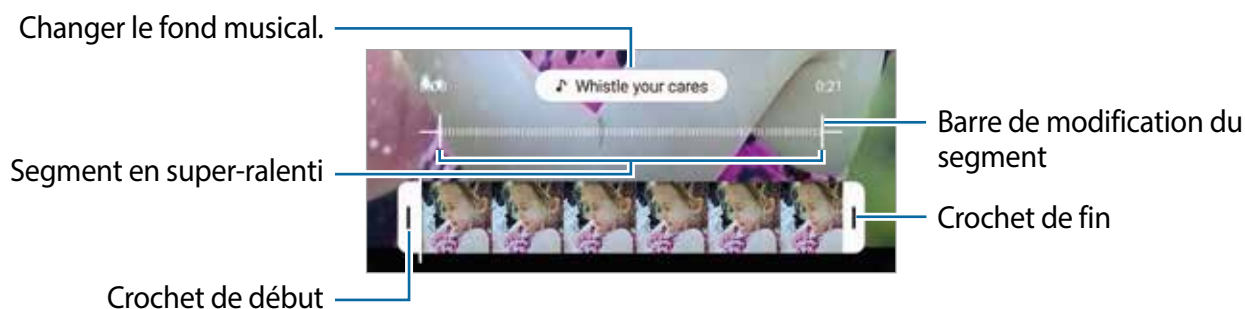 Changer le fond musical.
♪ Whistle your cares
0:21
Barre de modification du
segment
Segment en super-ralenti
Crochet de fin
Crochet de début